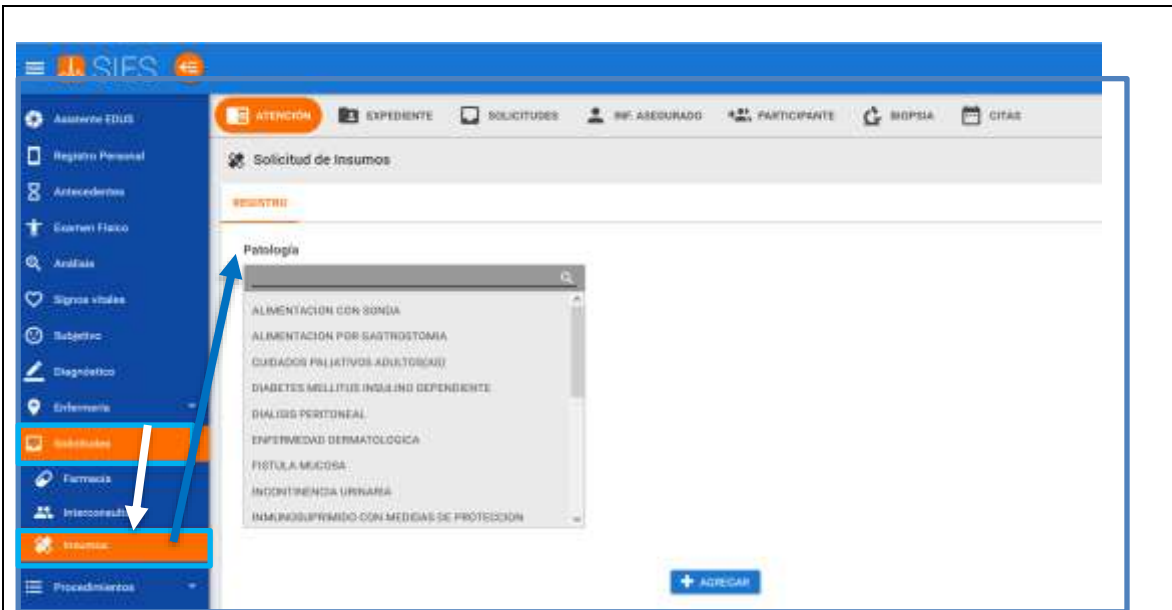 SIES
ATENCIÓN EXPEDIENTE SOLICITUDES INF. ASEGURADO PARTICIPANTE BIOPSIA CITAS
Asistente EDUS
Registro Personal
Antecedentes
Examen Físico
Análisis
Signos vitales
Subjetivo
Diagnóstico
Enfermería
Solicitudes
Farmacia
Interconsult
Insumos
Procedimientos
Solicitud de Insumos
REGISTRO
Patología
ALIMENTACION CON SONDA
ALIMENTACION POR GASTROSTOMIA
CUIDADOS PALIATIVOS ADULTOS(AS)
DIABETES MELLITUS INSULINO DEPENDIENTE
DIALISIS PERITONEAL
ENFERMEDAD DERMATOLOGICA
FISTULA MUCOSA
INCONTINENCIA URINARIA
INMUNOSUPRIMIDO CON MEDIDAS DE PROTECCION
AGREGAR